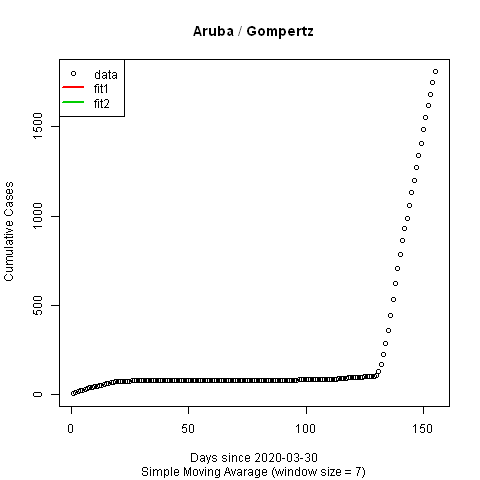 Aruba / Gompertz
data
fit1
fit2
Cumulative Cases
0
500
1000
1500
0
50
100
150
Days since 2020-03-30
Simple Moving Avarage (window size = 7)